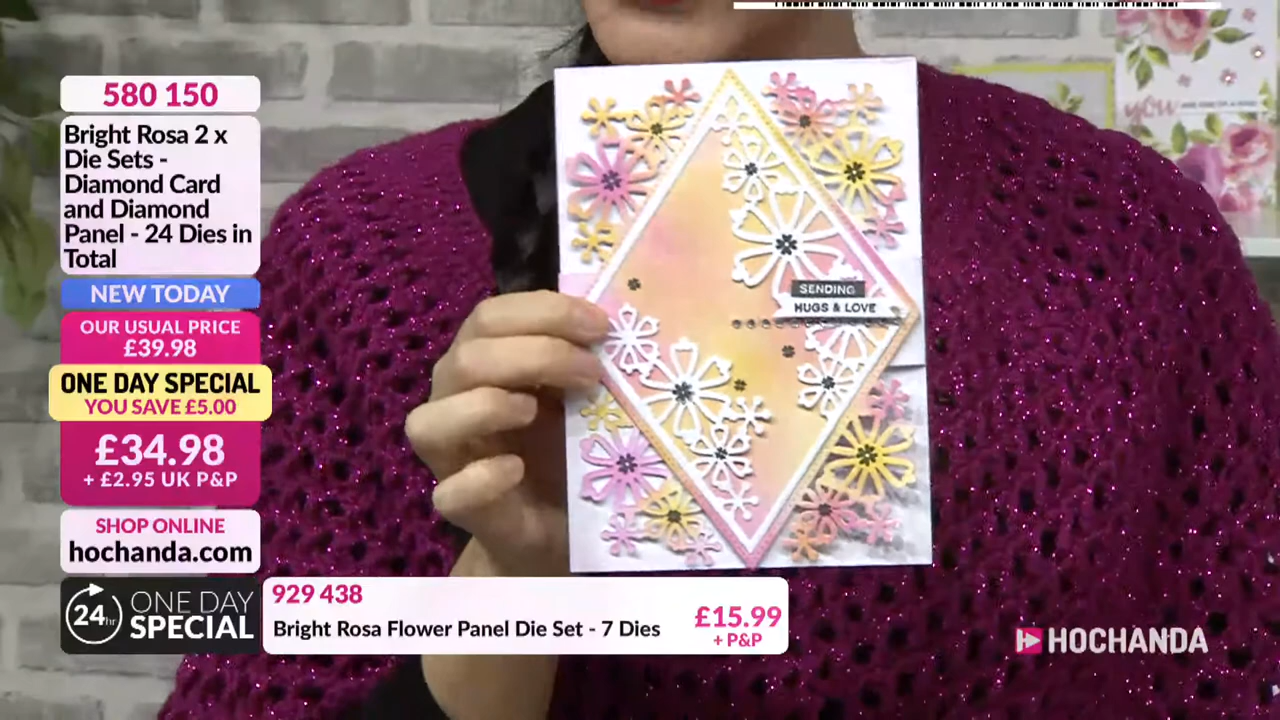 580 150
Bright Rosa 2 x
Die Sets -
Diamond Card
and Diamond
Panel - 24 Dies in
Total
NEW TODAY
OUR USUAL PRICE
£39.98
ONE DAY SPECIAL
YOU SAVE £5.00
£34.98
+ £2.95 UK P&P
SHOP ONLINE
hochanda.com
24hr
ONE DAY
SPECIAL
929 438
Bright Rosa Flower Panel Die Set - 7 Dies
£15.99
+ P&P
SENDING
HUGS & LOVE
you
HOCHANDA